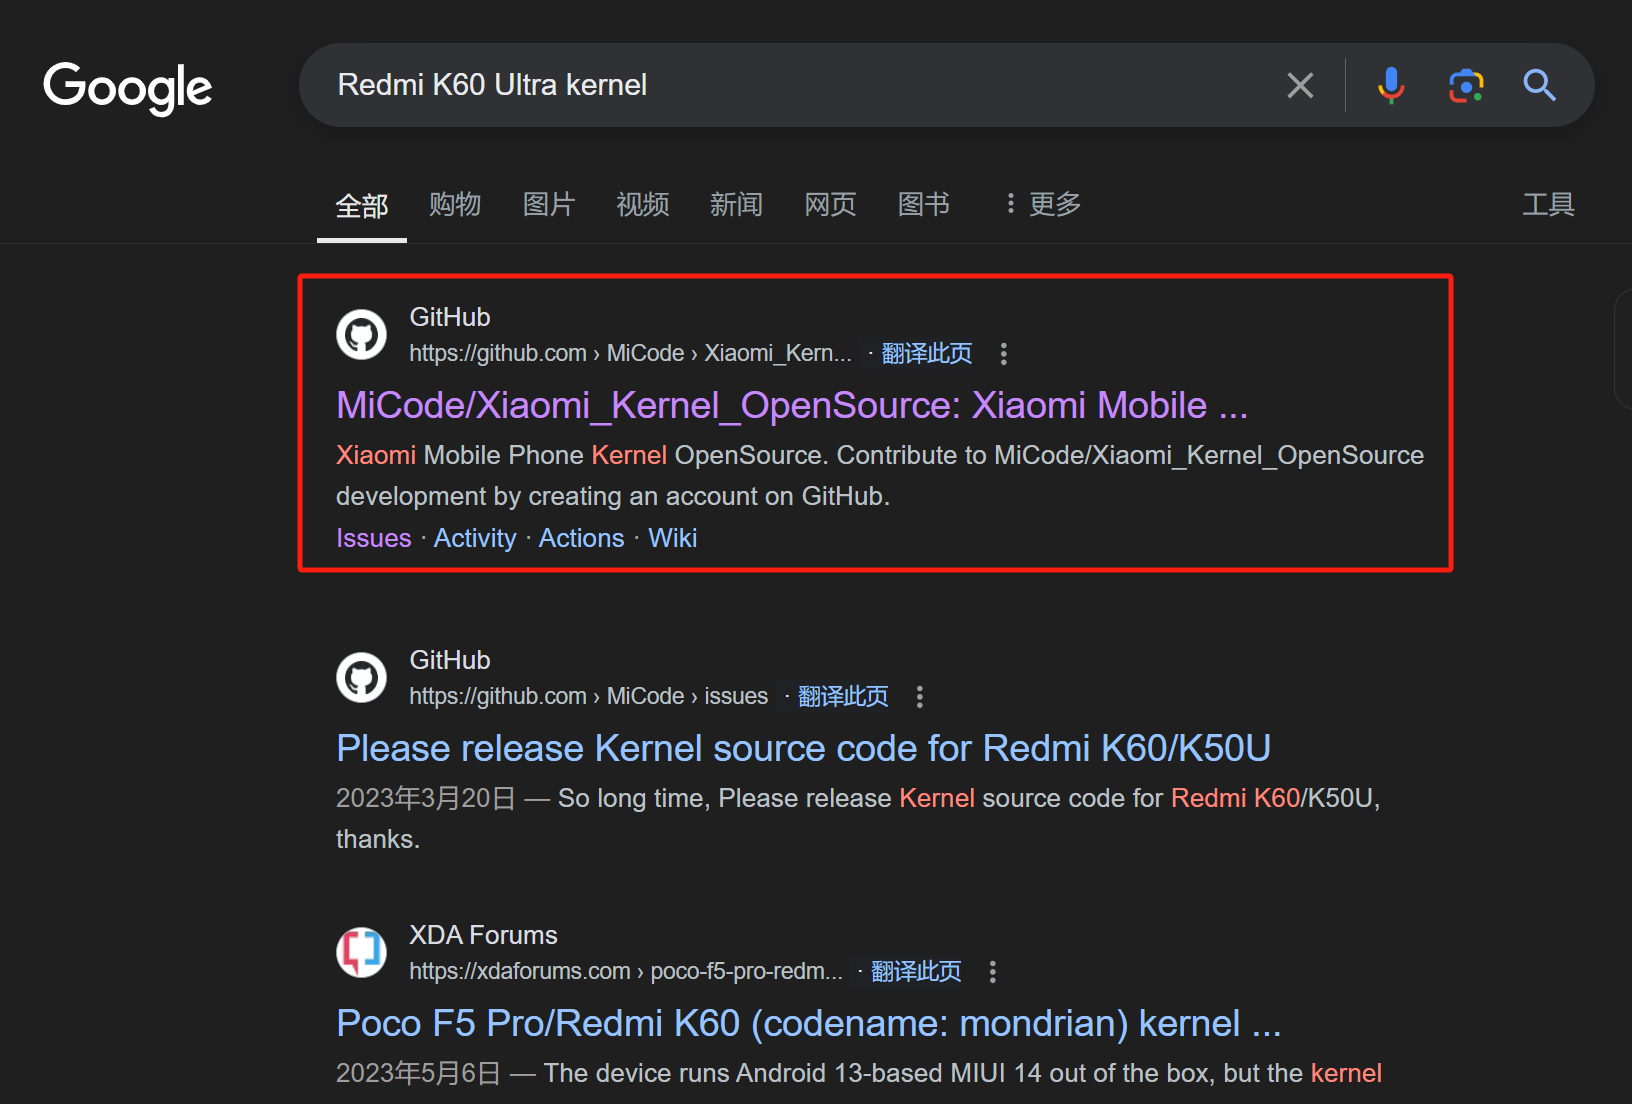 Google
Redmi K60 Ultra kernel
全部 购物 图片 视频 新闻 网页 图书 更多 工具
GitHub
https://github.com › MiCode › Xiaomi_Kern... · 翻译此页
MiCode/Xiaomi_Kernel_OpenSource: Xiaomi Mobile ...
Xiaomi Mobile Phone Kernel OpenSource. Contribute to MiCode/Xiaomi_Kernel_OpenSource
development by creating an account on GitHub.
Issues · Activity · Actions · Wiki
GitHub
https://github.com › MiCode › issues · 翻译此页
Please release Kernel source code for Redmi K60/K50U
2023年3月20日 — So long time, Please release Kernel source code for Redmi K60/K50U,
thanks.
XDA Forums
https://xdaforums.com › poco-f5-pro-redm... · 翻译此页
Poco F5 Pro/Redmi K60 (codename: mondrian) kernel ...
2023年5月6日 — The device runs Android 13-based MIUI 14 out of the box, but the kernel